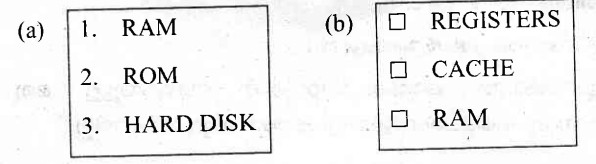 (a)
1. RAM
2. ROM
3. HARD DISK
(b)
☐ REGISTERS
☐ CACHE
☐ RAM